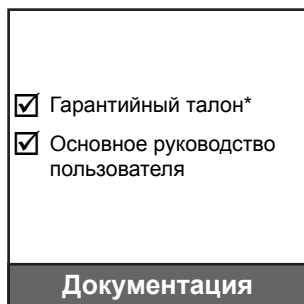 Гарантийный талон*
Основное руководство
пользователя
Документация